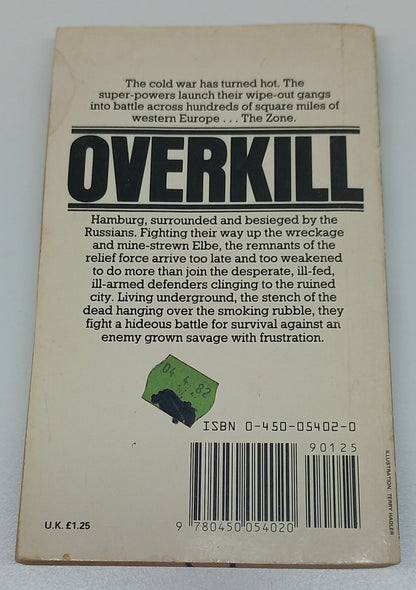 The cold war has turned hot. The
super-powers launch their wipe-out gangs
into battle across hundreds of square miles of
western Europe . . . The Zone.
OVERKILL
Hamburg, surrounded and besieged by the
Russians. Fighting their way up the wreckage
and mine-strewn Elbe, the remnants of the
relief force arrive too late and too weakened
to do more than join the desperate, ill-fed,
ill-armed defenders clinging to the ruined
city. Living underground, the stench of the
dead hanging over the smoking rubble, they
fight a hideous battle for survival against an
enemy grown savage with frustration.
04 4 82
ISBN 0-450-05402-0
90125
9 780450 054020
U.K. £1.25
ILLUSTRATION: TERRY HADLER